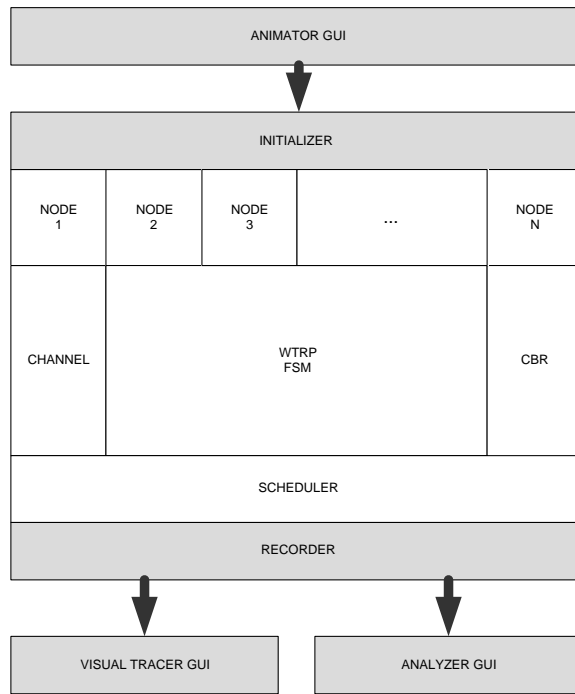 ANIMATOR GUI
INITIALIZER
NODE
1
NODE
2
NODE
3
...
NODE
N
CHANNEL
WTRP
FSM
CBR
SCHEDULER
RECORDER
VISUAL TRACER GUI
ANALYZER GUI